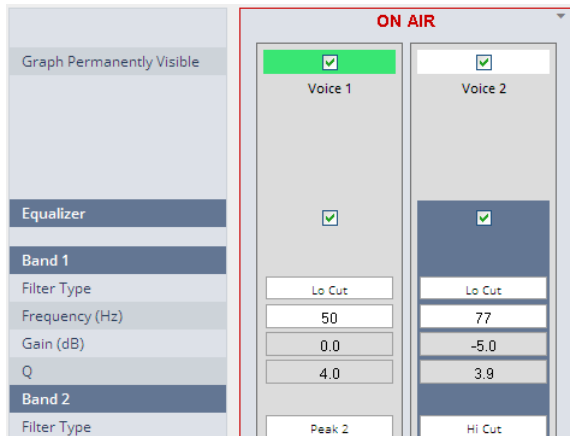 ON AIR
Graph Permanently Visible
Voice 1 Voice 2
Equalizer
Band 1
Filter Type Lo Cut Lo Cut
Frequency (Hz) 50 77
Gain (dB) 0.0 -5.0
Q 4.0 3.9
Band 2
Filter Type Peak 2 Hi Cut